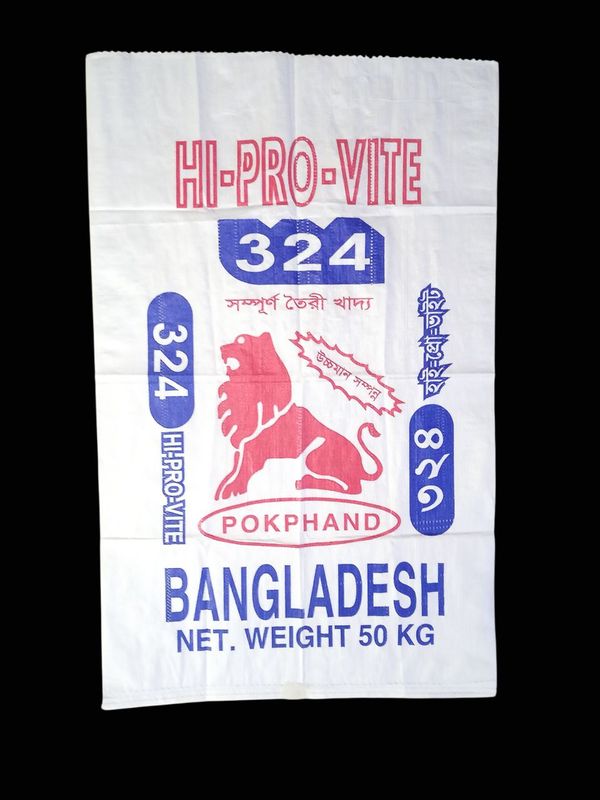 HI-PRO-VITE
324
সম্পূর্ণ তৈরী খাদ্য
উচ্চমান সম্পন্ন
324
HI-PRO-VITE
হাই-প্রো-ভাইট
৩২৪
POKPHAND
BANGLADESH
NET. WEIGHT 50 KG